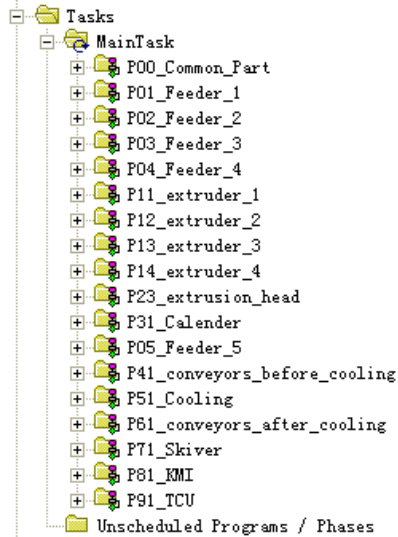 Tasks
MainTask
P00_Common_Part
P01_Feeder_1
P02_Feeder_2
P03_Feeder_3
P04_Feeder_4
P11_extruder_1
P12_extruder_2
P13_extruder_3
P14_extruder_4
P23_extrusion_head
P31_Calender
P05_Feeder_5
P41_conveyors_before_cooling
P51_Cooling
P61_conveyors_after_cooling
P71_Skiver
P81_KMI
P91_TCU
Unscheduled Programs / Phases